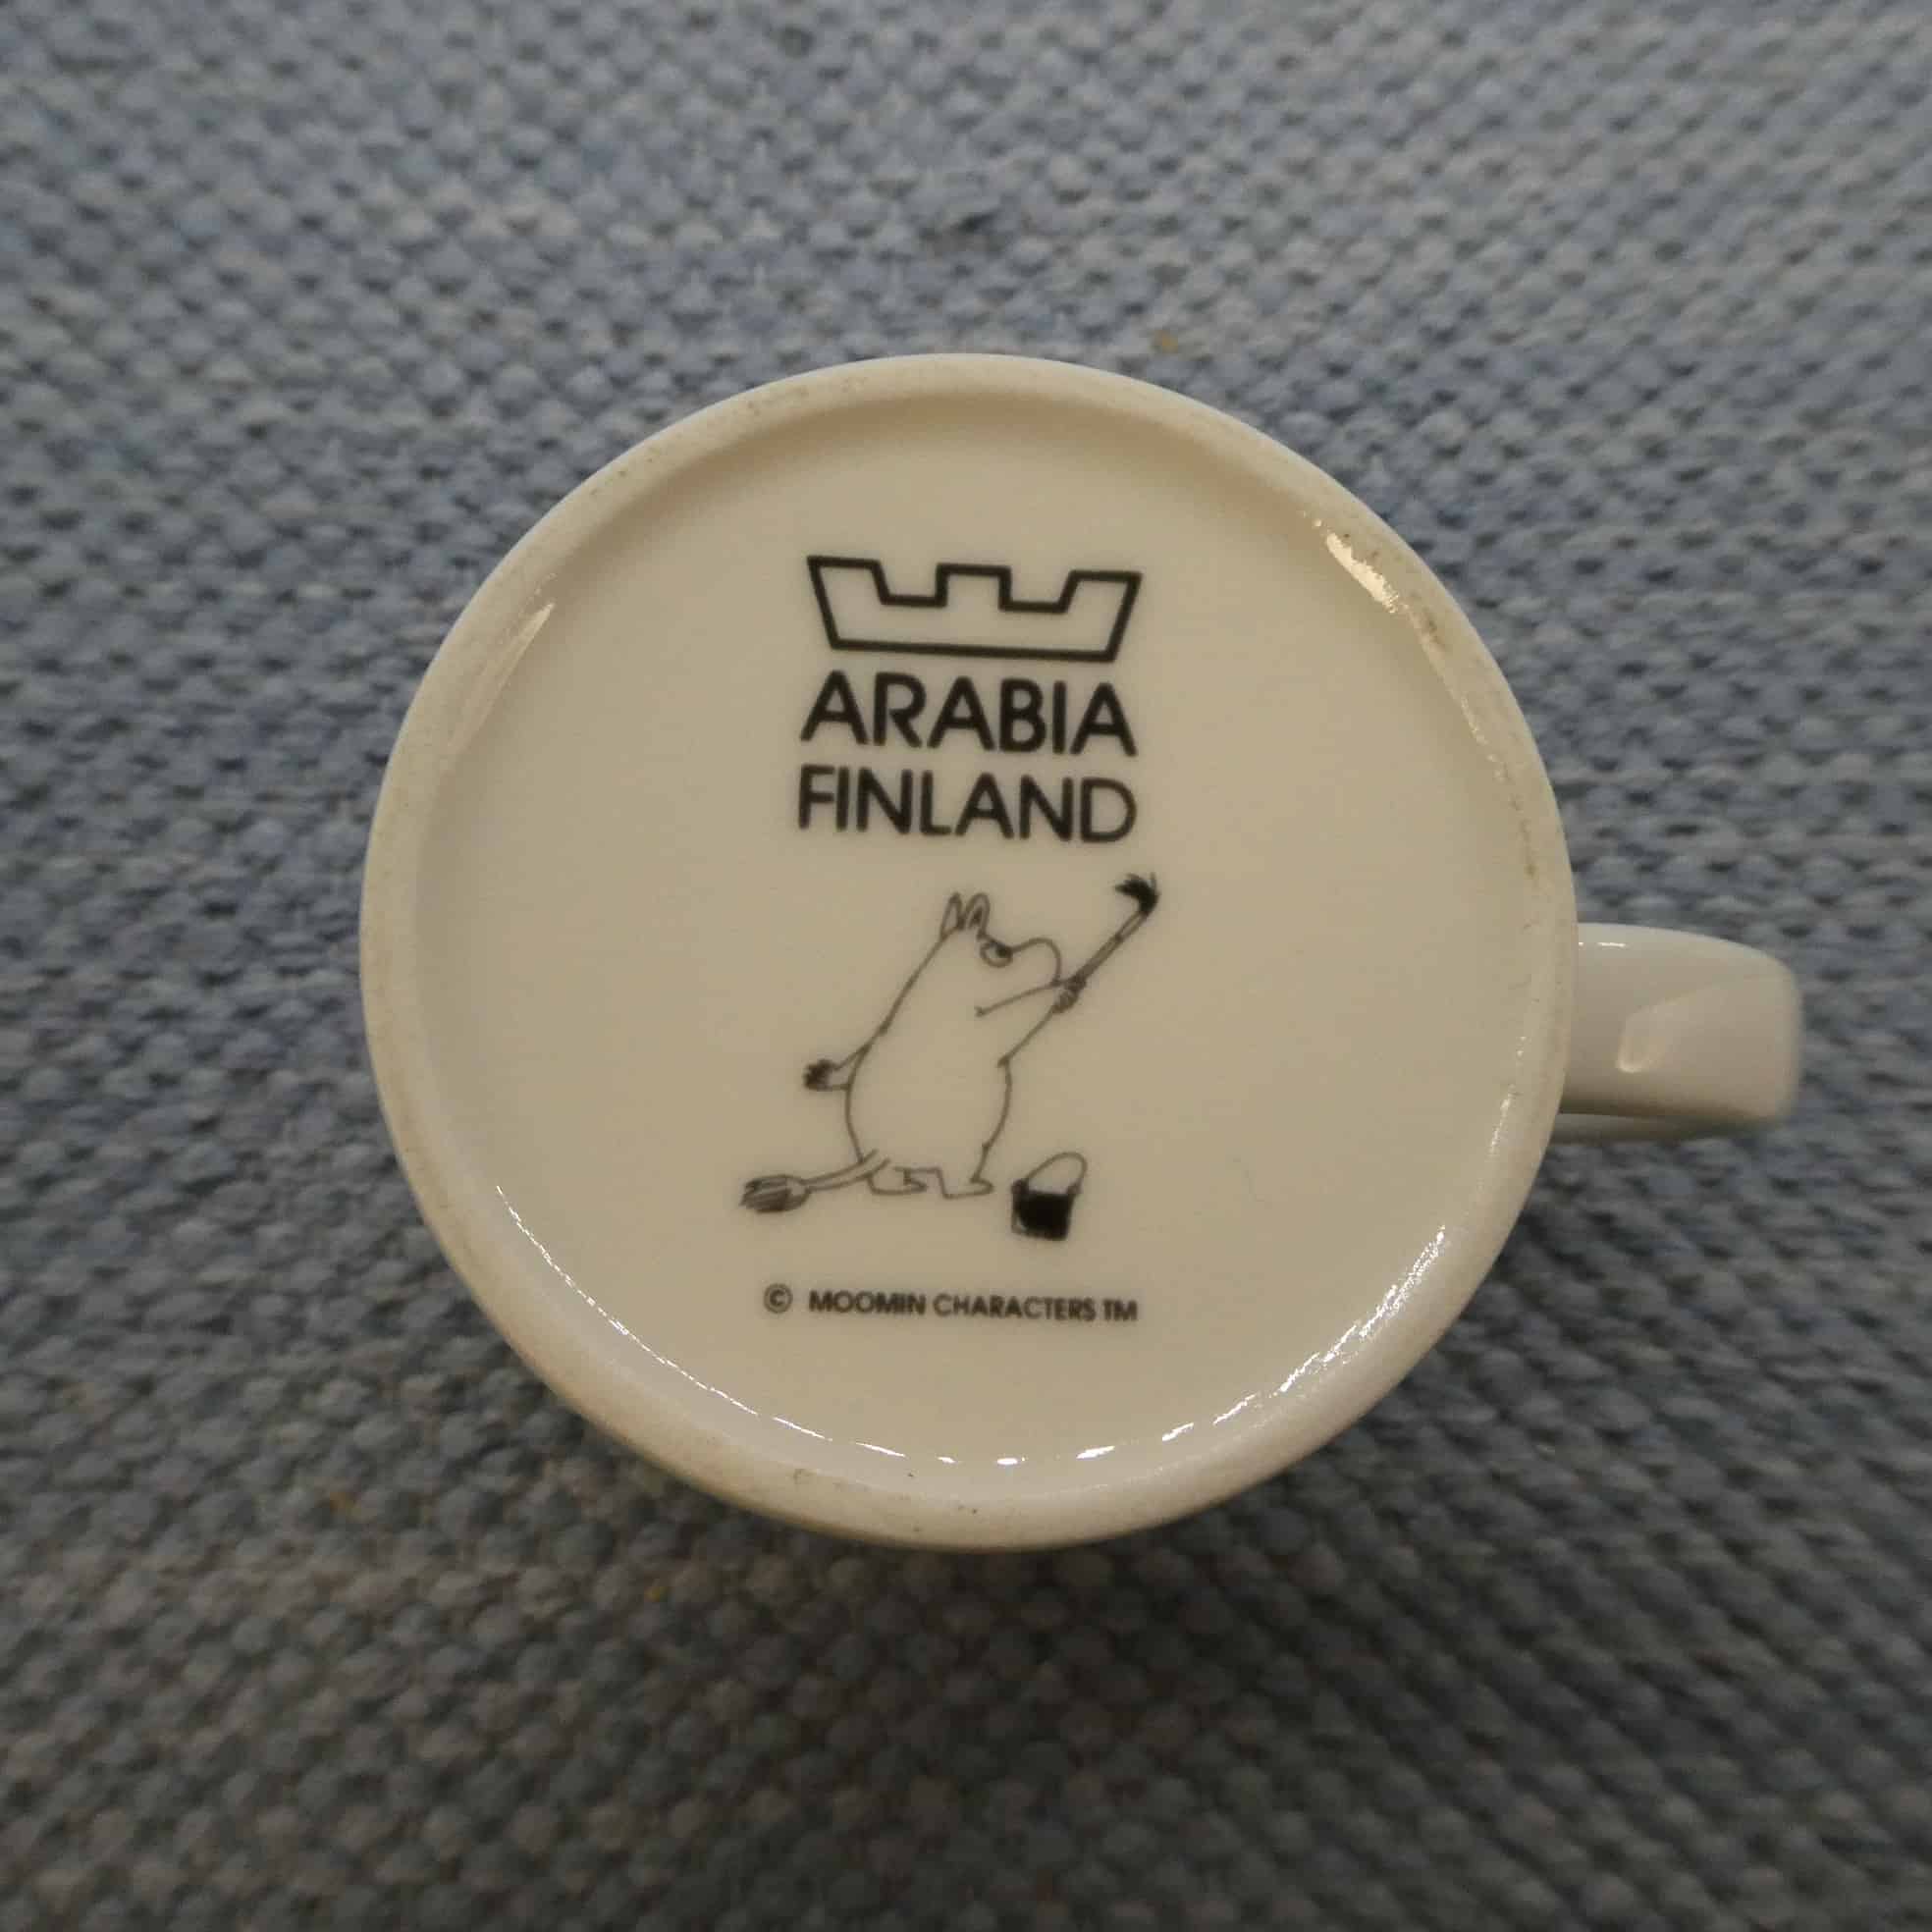 ARABIA
FINLAND
© MOOMIN CHARACTERS TM